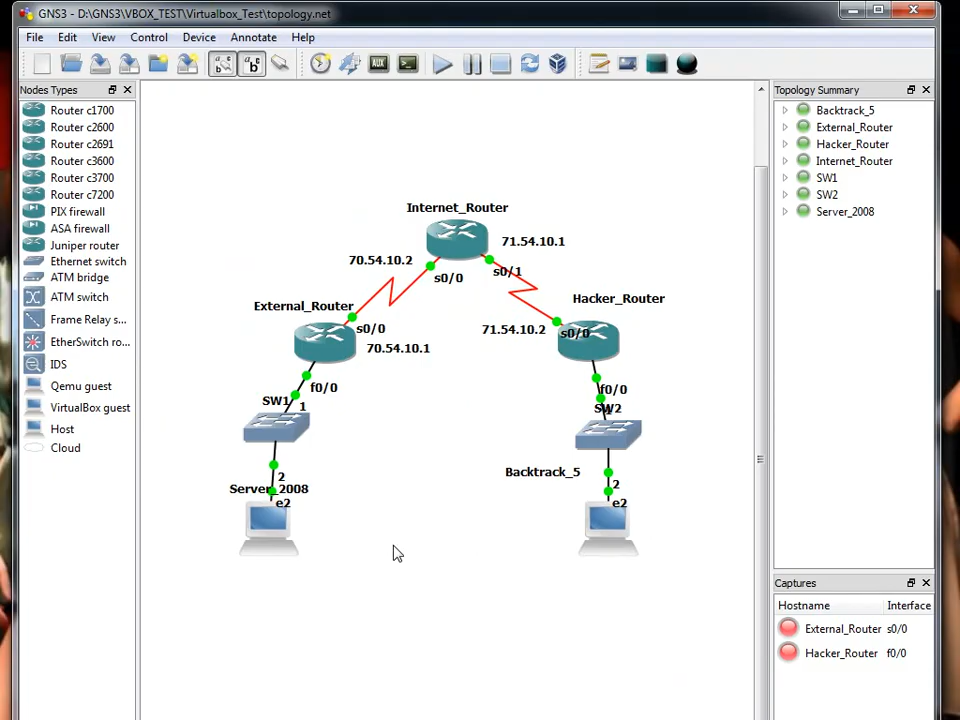 GNS3 - D:\GNS3\VBOX_TEST\Virtualbox_Test\topology.net
File Edit View Control Device Annotate Help
Nodes Types
Router c1700
Router c2600
Router c2691
Router c3600
Router c3700
Router c7200
PIX firewall
ASA firewall
Juniper router
Ethernet switch
ATM bridge
ATM switch
Frame Relay s...
EtherSwitch ro...
IDS
Qemu guest
VirtualBox guest
Host
Cloud
Internet_Router
71.54.10.1
70.54.10.2
s0/0
s0/1
External_Router
Hacker_Router
s0/0
71.54.10.2
s0/0
70.54.10.1
f0/0
f0/0
SW1
1
SW2
2
Backtrack_5
Server_2008
2
e2
e2
Topology Summary
Backtrack_5
External_Router
Hacker_Router
Internet_Router
SW1
SW2
Server_2008
Captures
Hostname Interface
External_Router s0/0
Hacker_Router f0/0